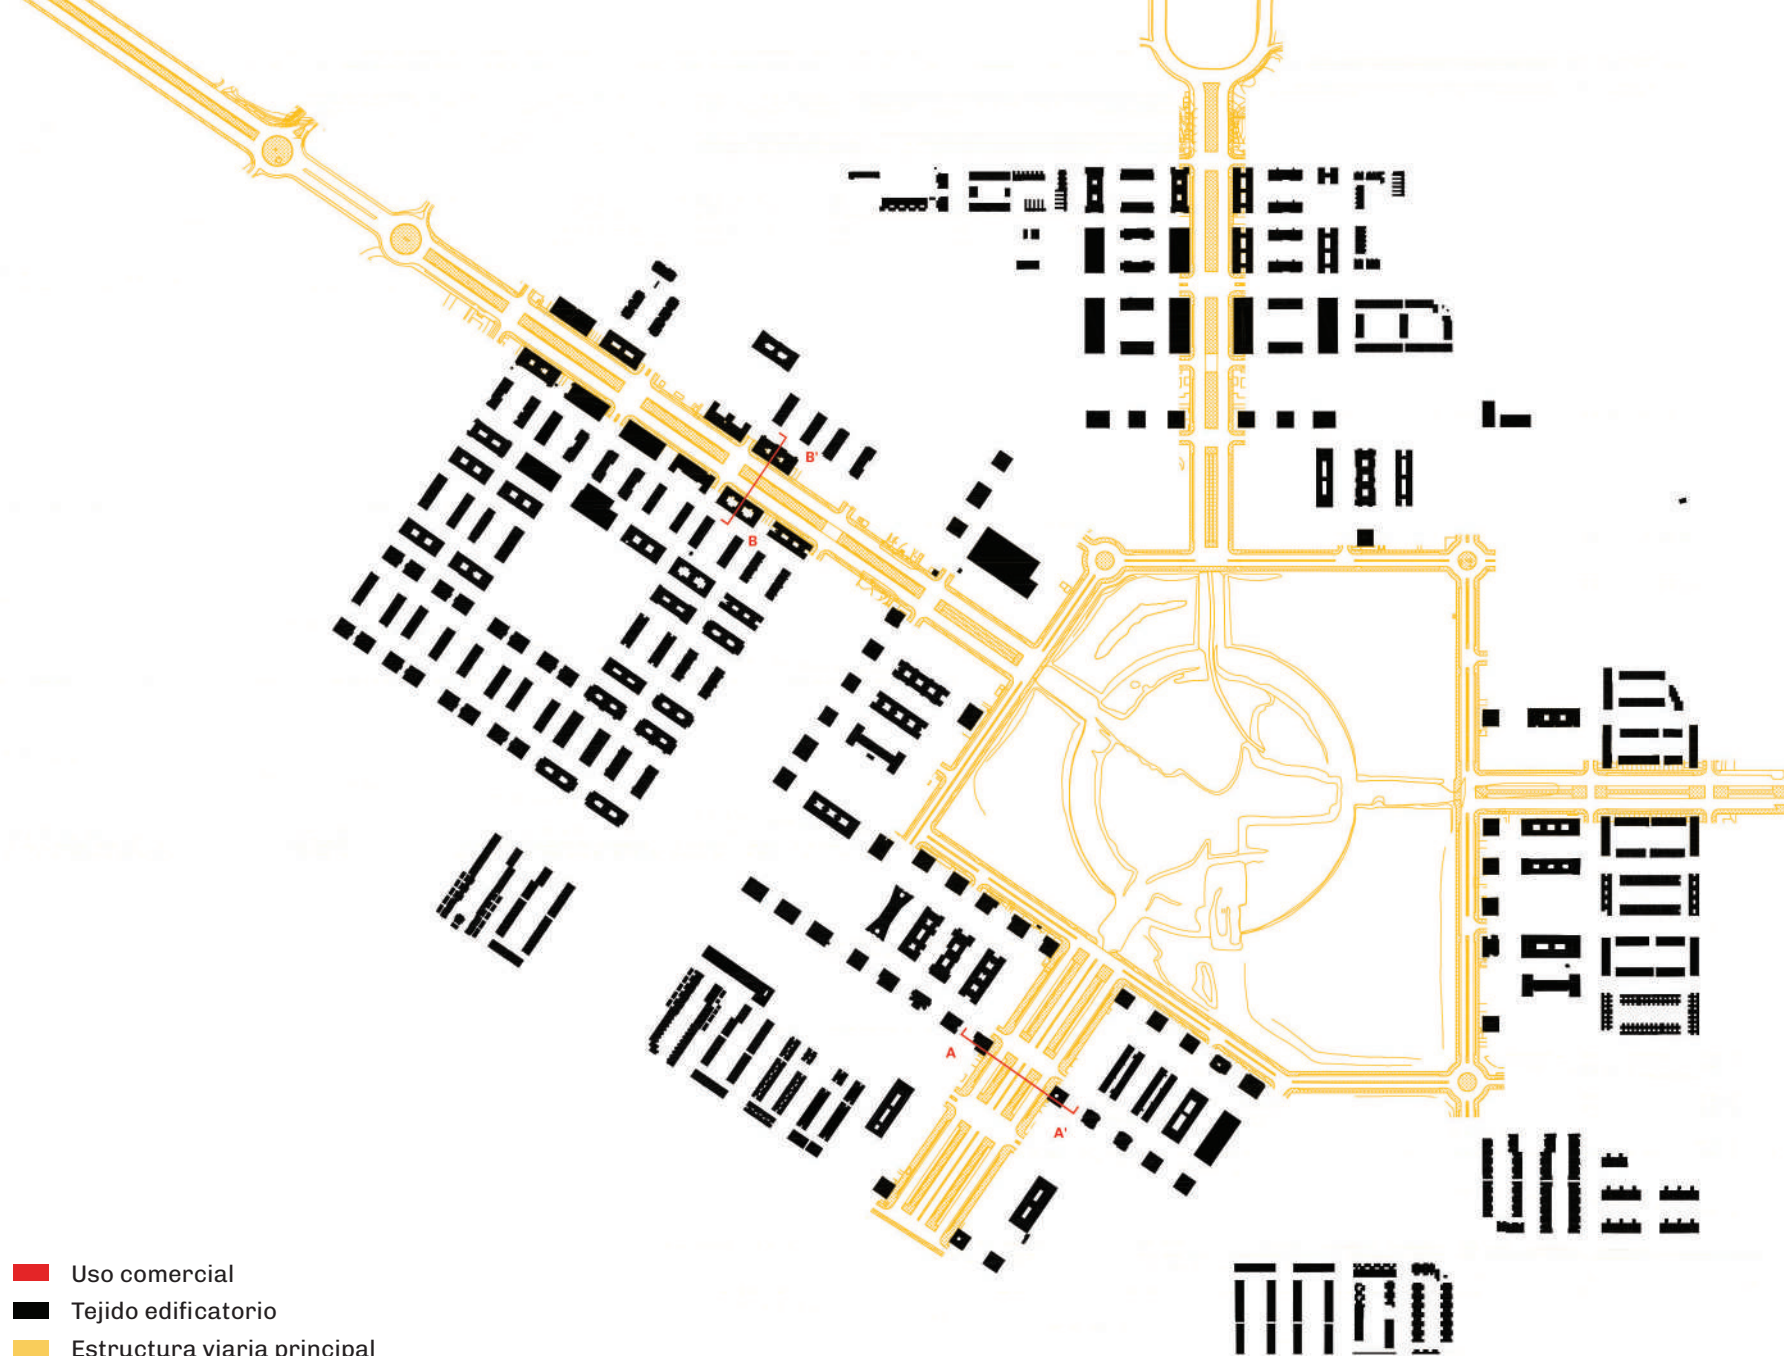 B'
B
A
A'
Uso comercial
Tejido edificatorio
Estructura viaria principal